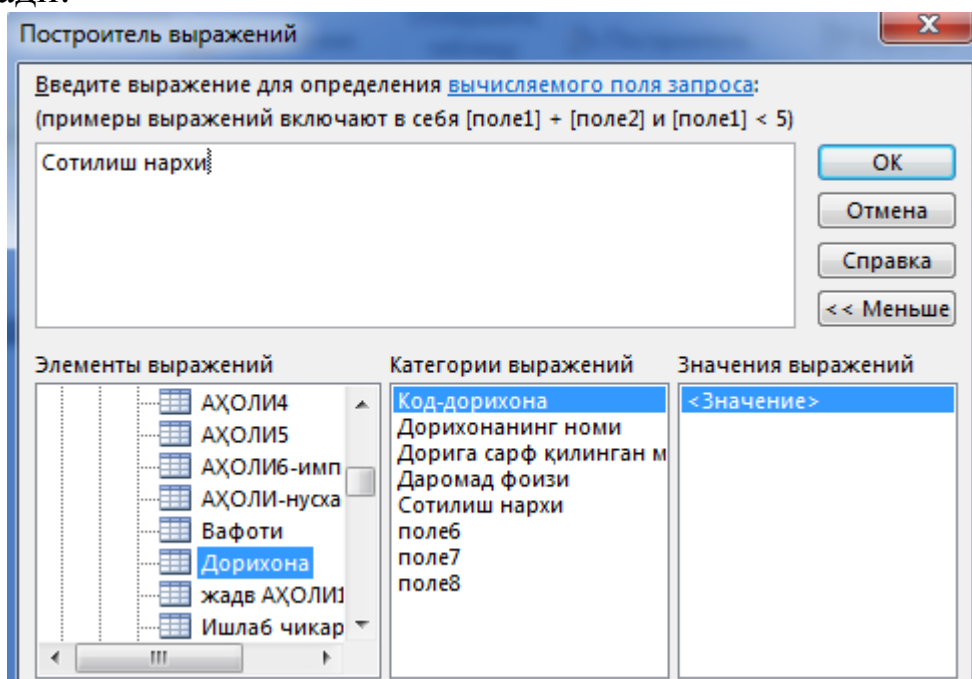 Построитель выражений
Введите выражение для определения вычисляемого поля запроса:
(примеры выражений включают в себя [поле1] + [поле2] и [поле1] < 5)
Сотилиш нархи
ОК
Отмена
Справка
<< Меньше
Элементы выражений
АҲОЛИ4
АҲОЛИ5
АҲОЛИ6-имп
АҲОЛИ-нусха
Вафоти
Дорихона
жадв АҲОЛИ1
Ишлаб чикар
Категории выражений
Код-дорихона
Дорихонанинг номи
Дорига сарф қилинган м
Даромад фоизи
Сотилиш нархи
поле6
поле7
поле8
Значения выражений
<Значение>